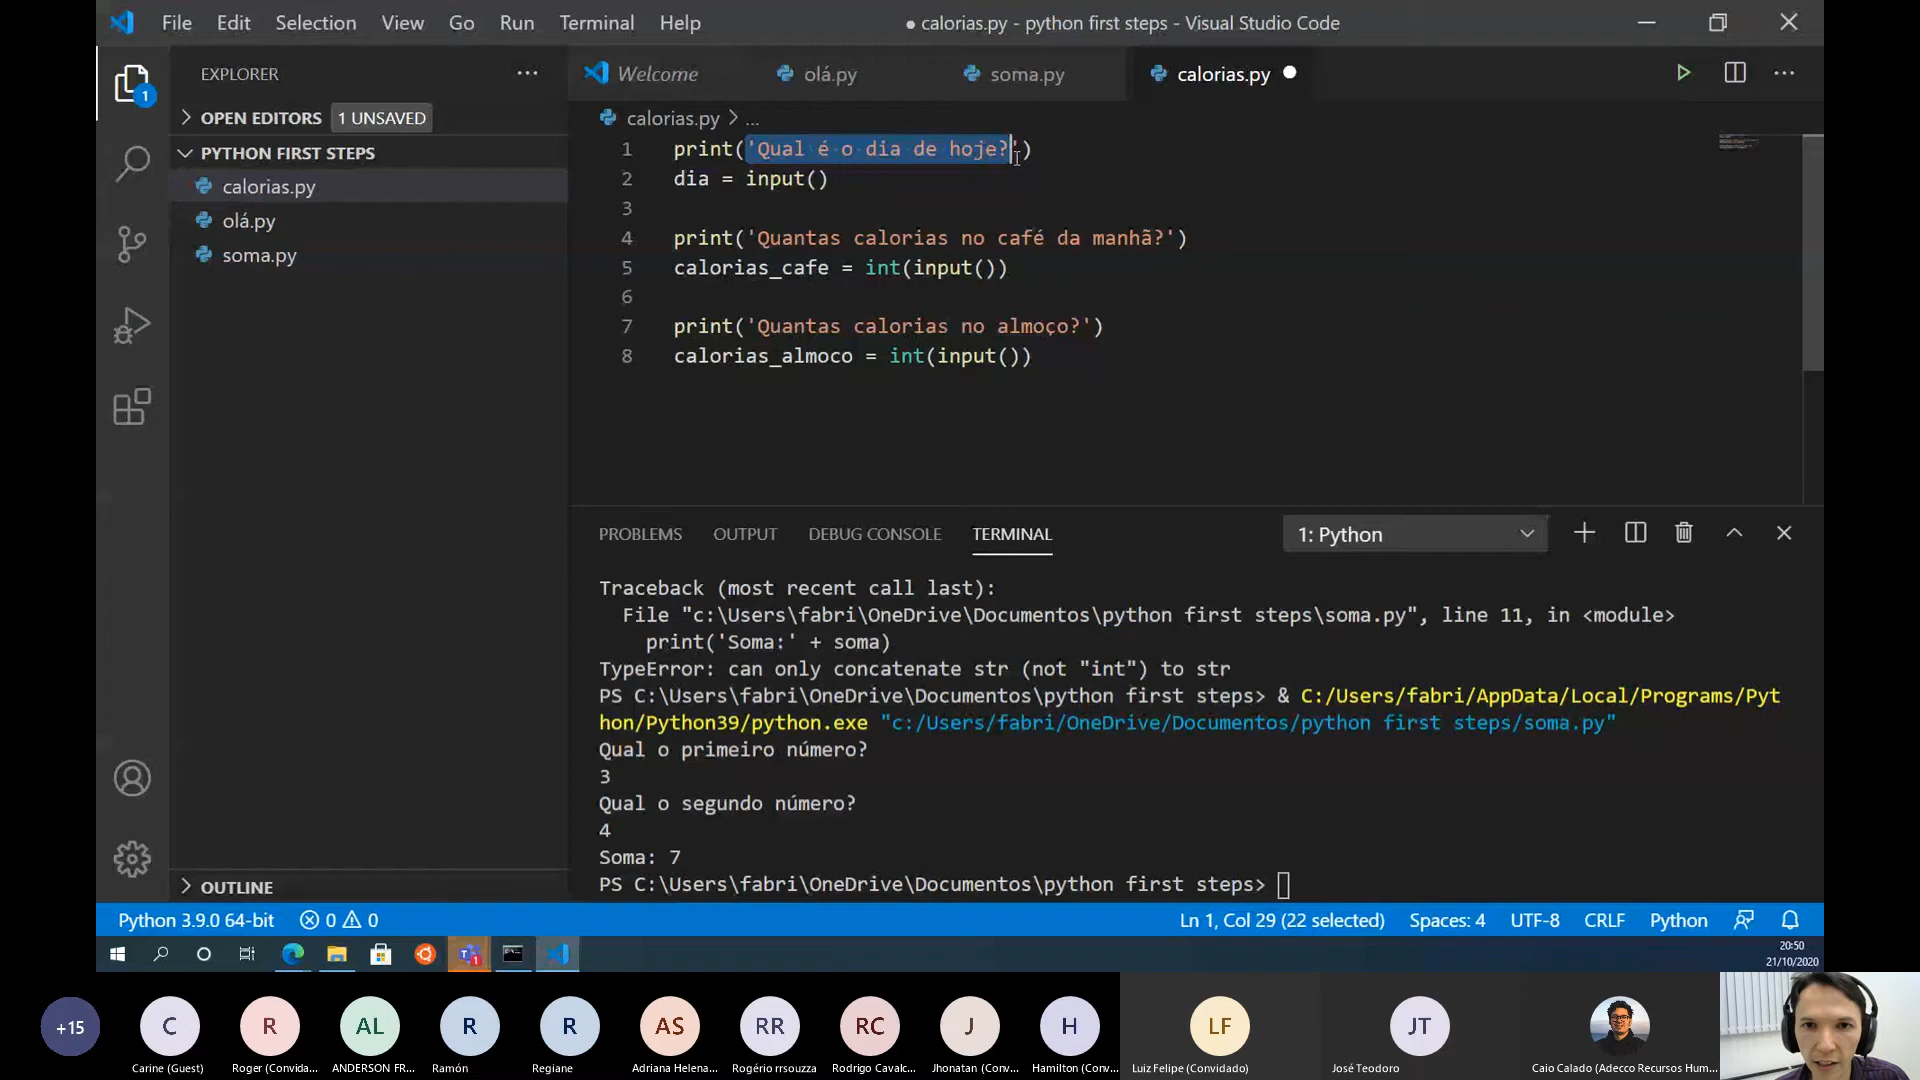 File Edit Selection View Go Run Terminal Help
● calorias.py - python first steps - Visual Studio Code
EXPLORER
OPEN EDITORS 1 UNSAVED
PYTHON FIRST STEPS
calorias.py
olá.py
soma.py
OUTLINE
1
Welcome
olá.py
soma.py
calorias.py
calorias.py > ...
1 print('Qual é o dia de hoje?')
2 dia = input()
3
4 print('Quantas calorias no café da manhã?')
5 calorias_cafe = int(input())
6
7 print('Quantas calorias no almoço?')
8 calorias_almoco = int(input())
PROBLEMS OUTPUT DEBUG CONSOLE TERMINAL
1: Python
Traceback (most recent call last):
File "c:\Users\fabri\OneDrive\Documentos\python first steps\soma.py", line 11, in <module>
print('Soma:' + soma)
TypeError: can only concatenate str (not "int") to str
PS C:\Users\fabri\OneDrive\Documentos\python first steps> & C:/Users/fabri/AppData/Local/Programs/Pyt
hon/Python39/python.exe "c:/Users/fabri/OneDrive/Documentos/python first steps/soma.py"
Qual o primeiro número?
3
Qual o segundo número?
4
Soma: 7
PS C:\Users\fabri\OneDrive\Documentos\python first steps>
Python 3.9.0 64-bit 0 0
Ln 1, Col 29 (22 selected) Spaces: 4 UTF-8 CRLF Python
20:50
21/10/2020
+15 C R AL R R AS RR RC J H LF JT
Carine (Guest) Roger (Convida... ANDERSON FR... Ramón Regiane Adriana Helena... Rogério rrsouzza Rodrigo Cavalc... Jhonatan (Conv... Hamilton (Conv... Luiz Felipe (Convidado) José Teodoro Caio Calado (Adecco Recursos Hum...